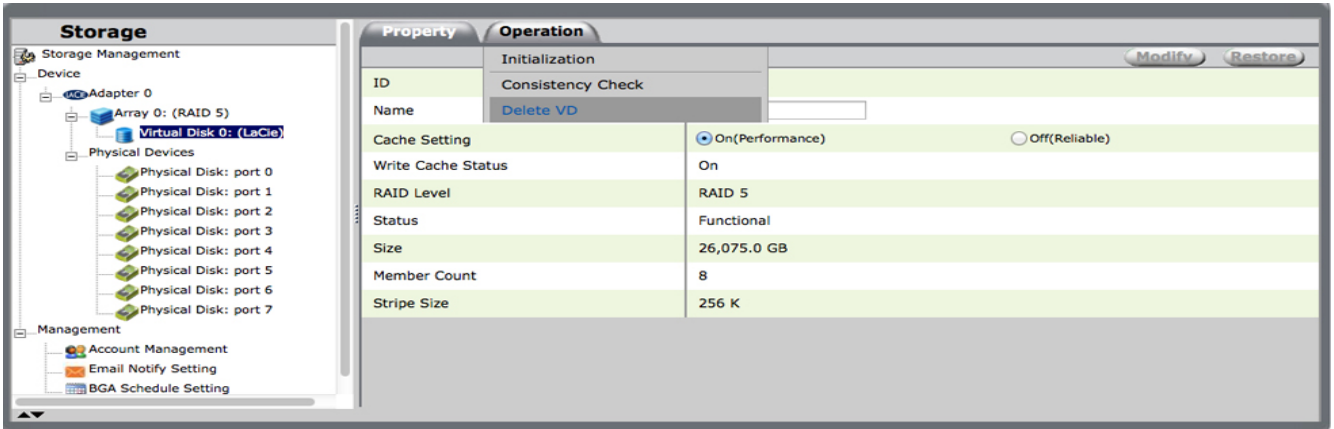 Storage
Storage Management
Device
LACIE Adapter 0
Array 0: (RAID 5)
Virtual Disk 0: (LaCie)
Physical Devices
Physical Disk: port 0
Physical Disk: port 1
Physical Disk: port 2
Physical Disk: port 3
Physical Disk: port 4
Physical Disk: port 5
Physical Disk: port 6
Physical Disk: port 7
Management
Account Management
Email Notify Setting
BGA Schedule Setting
Property Operation
Initialization
Consistency Check
Delete VD
Modify Restore
ID
Name
Cache Setting On(Performance) Off(Reliable)
Write Cache Status On
RAID Level RAID 5
Status Functional
Size 26,075.0 GB
Member Count 8
Stripe Size 256 K